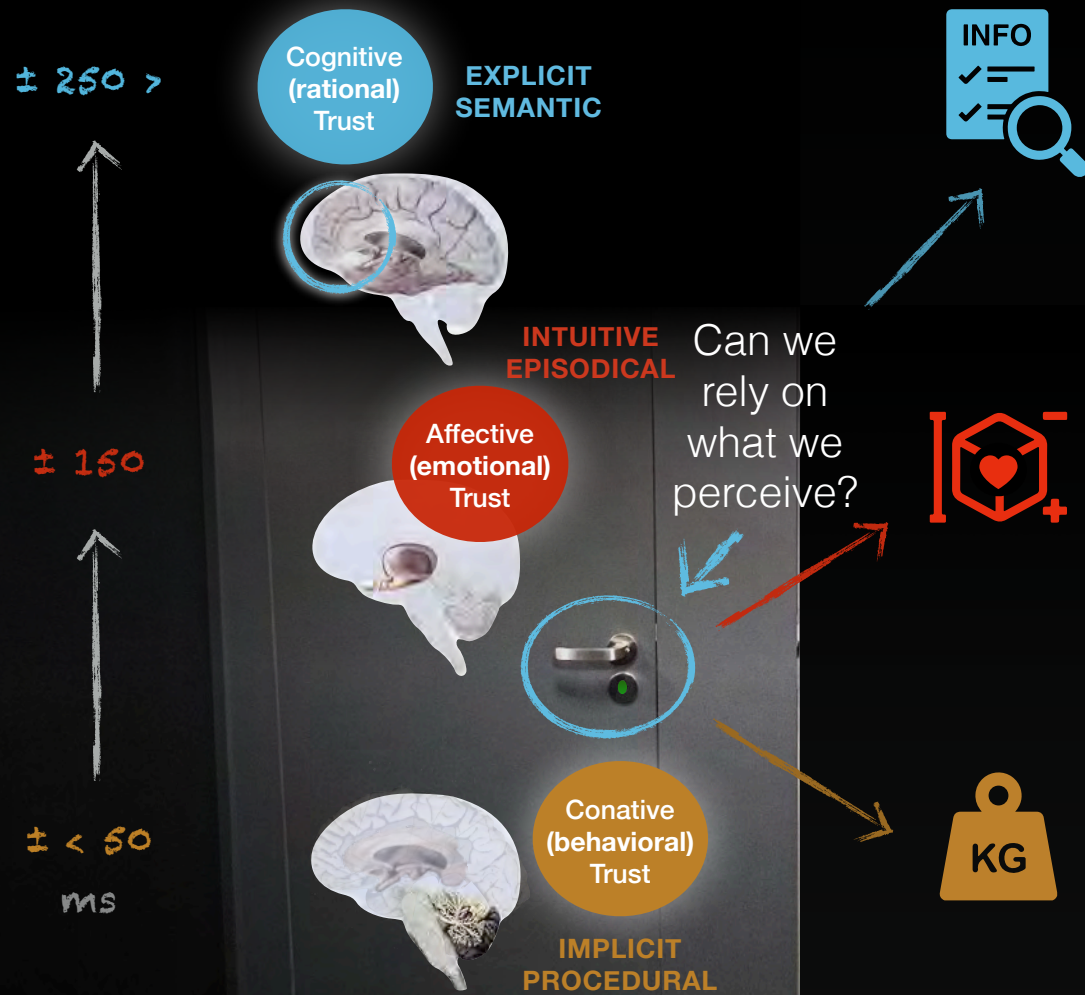 ± 250 >
Cognitive
(rational)
Trust
EXPLICIT
SEMANTIC
INFO
INTUITIVE
EPISODICAL
Can we
rely on
what we
perceive?
± 150
Affective
(emotional)
Trust
± < 50
ms
Conative
(behavioral)
Trust
KG
IMPLICIT
PROCEDURAL